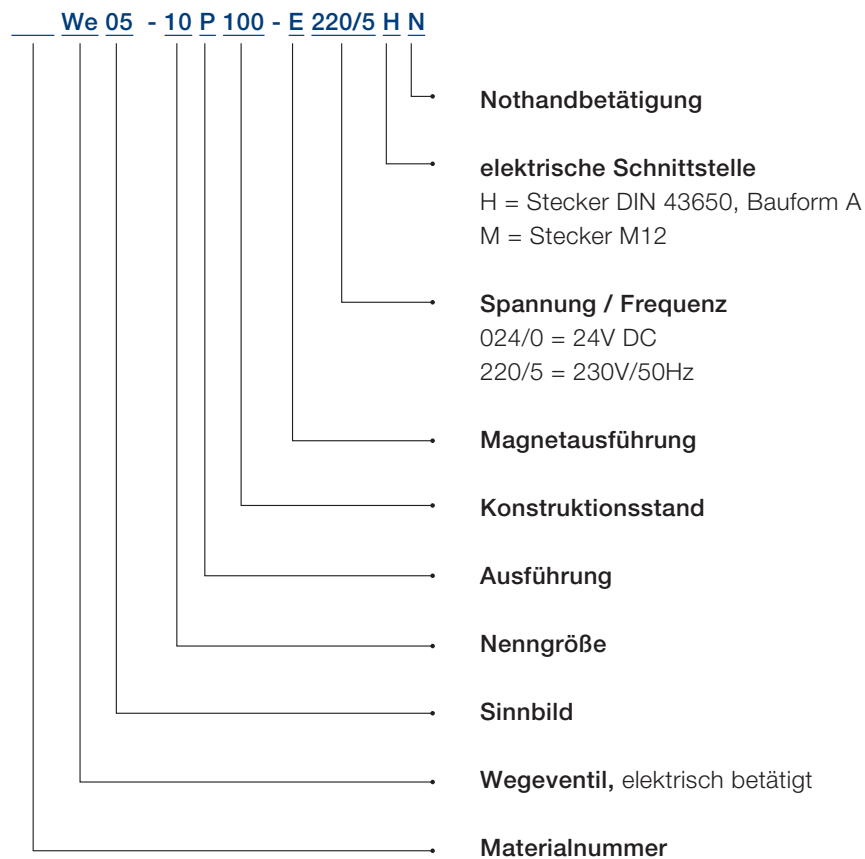 We 05 - 10 P 100 - E 220/5 H N
Nothandbetätigung
elektrische Schnittstelle
H = Stecker DIN 43650, Bauform A
M = Stecker M12
Spannung / Frequenz
024/0 = 24V DC
220/5 = 230V/50Hz
Magnetausführung
Konstruktionsstand
Ausführung
Nenngröße
Sinnbild
Wegeventil, elektrisch betätigt
Materialnummer